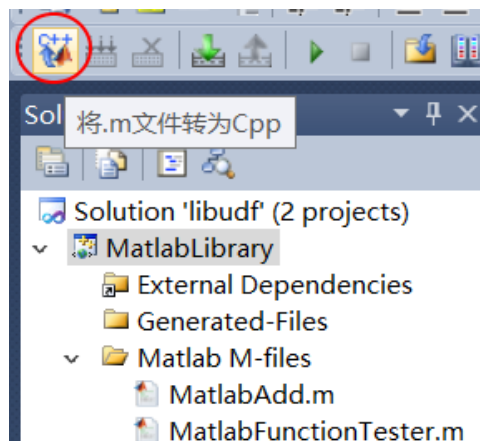 C++
Sol
将.m文件转为Cpp
Solution 'libudf' (2 projects)
MatlabLibrary
External Dependencies
Generated-Files
Matlab M-files
MatlabAdd.m
MatlabFunctionTester.m